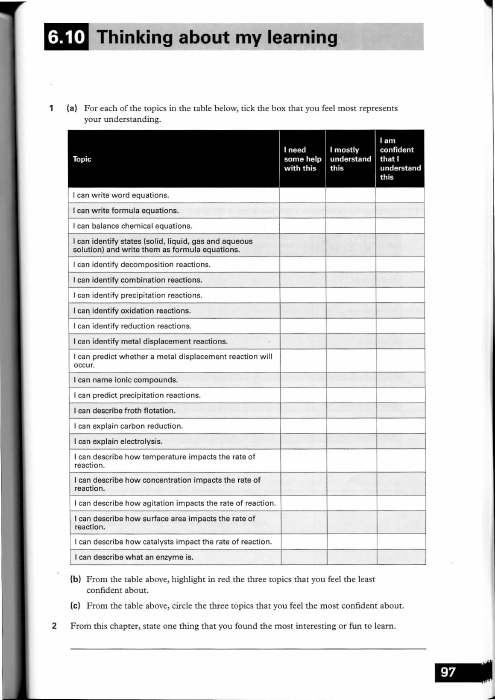 6.10 Thinking about my learning
1 (a) For each of the topics in the table below, tick the box that you feel most represents
your understanding.
Topic
I need
some help
with this
I mostly
understand
this
I am
confident
that I
understand
this
I can write word equations.
I can write formula equations.
I can balance chemical equations.
I can identify states (solid, liquid, gas and aqueous
solution) and write them as formula equations.
I can identify decomposition reactions.
I can identify combination reactions.
I can identify precipitation reactions.
I can identify oxidation reactions.
I can identify reduction reactions.
I can identify metal displacement reactions.
I can predict whether a metal displacement reaction will
occur.
I can name ionic compounds.
I can predict precipitation reactions.
I can describe froth flotation.
I can explain carbon reduction.
I can explain electrolysis.
I can describe how temperature impacts the rate of
reaction.
I can describe how concentration impacts the rate of
reaction.
I can describe how agitation impacts the rate of reaction.
I can describe how surface area impacts the rate of
reaction.
I can describe how catalysts impact the rate of reaction.
I can describe what an enzyme is.
(b) From the table above, highlight in red the three topics that you feel the least
confident about.
(c) From the table above, circle the three topics that you feel the most confident about.
2 From this chapter, state one thing that you found the most interesting or fun to learn.
97